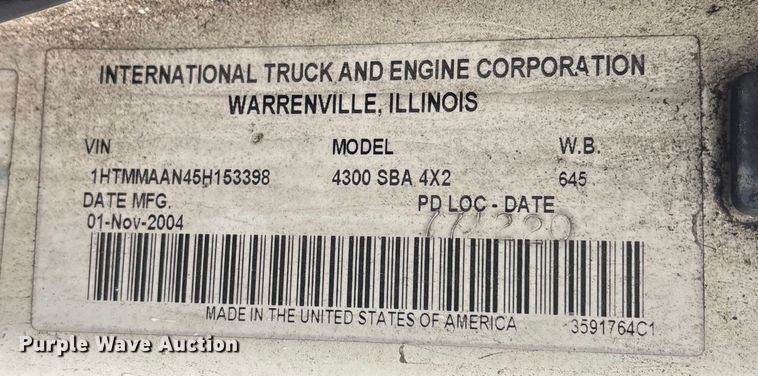 INTERNATIONAL TRUCK AND ENGINE CORPORATION
WARRENVILLE, ILLINOIS
VIN MODEL W.B.
1HTMMAAN45H153398 4300 SBA 4X2 645
DATE MFG. PD LOC - DATE
01-Nov-2004
MADE IN THE UNITED STATES OF AMERICA 3591764C1
Purple Wave Auction